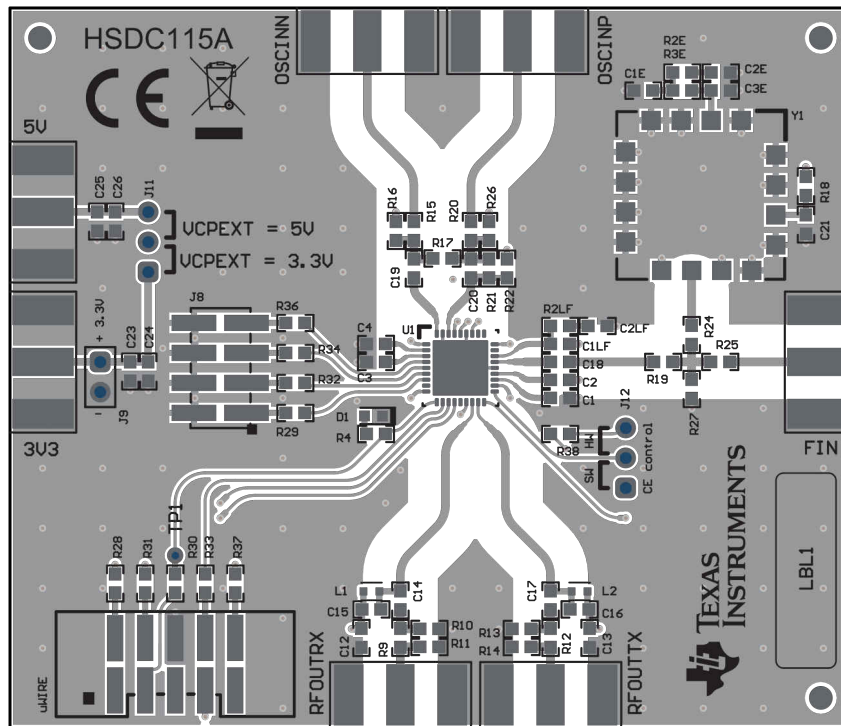 HSDC115A
OSCINN
OSCINP
R2E
R3E
C1E
C2E
C3E
Y1
5V
C25
C26
J11
R16
R15
R20
R26
R18
VCPEXT = 5V
VCPEXT = 3.3V
R17
C21
C19
C20
R21
R22
J8
R36
C4
U1
R2LF
C2LF
R24
+ 3.3V
C23
C24
R34
C1LF
C3
C18
R25
R19
R32
C2
J9
-
D1
C1
J12
R27
R29
R4
R38
HW
3V3
FIN
SW
CE control
TP1
R28
R31
R30
R33
R37
TEXAS
INSTRUMENTS
LBL1
L1
C14
C17
L2
C15
C16
C12
R10
R13
C13
R9
R11
R14
R12
uWIRE
RFOUTRX
RFOUTTX